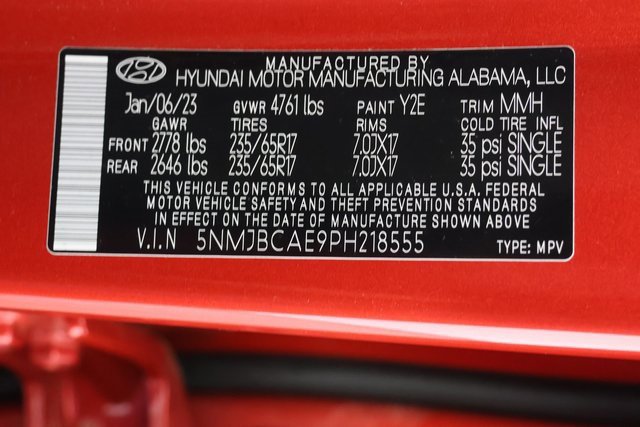 MANUFACTURED BY
HYUNDAI MOTOR MANUFACTURING ALABAMA, LLC
Jan/06/23 GVWR 4761 lbs PAINT Y2E TRIM MMH
GAWR TIRES RIMS COLD TIRE INFL
FRONT 2778 lbs 235/65R17 7.0JX17 35 psi SINGLE
REAR 2646 lbs 235/65R17 7.0JX17 35 psi SINGLE
THIS VEHICLE CONFORMS TO ALL APPLICABLE U.S.A. FEDERAL
MOTOR VEHICLE SAFETY AND THEFT PREVENTION STANDARDS
IN EFFECT ON THE DATE OF MANUFACTURE SHOWN ABOVE
V.I.N 5NMJBCAE9PH218555 TYPE: MPV